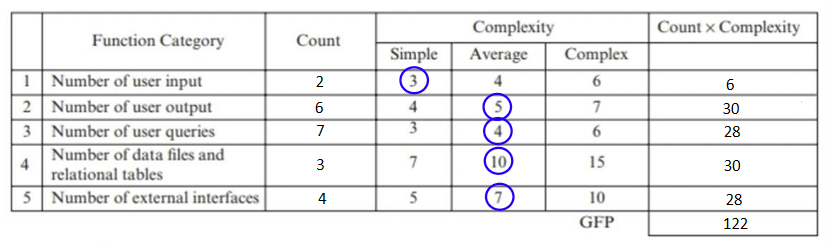 Function Category Count Complexity Count × Complexity
Simple Average Complex
1 Number of user input 2 3 4 6 6
2 Number of user output 6 4 5 7 30
3 Number of user queries 7 3 4 6 28
4 Number of data files and relational tables 3 7 10 15 30
5 Number of external interfaces 4 5 7 10 28
GFP 122